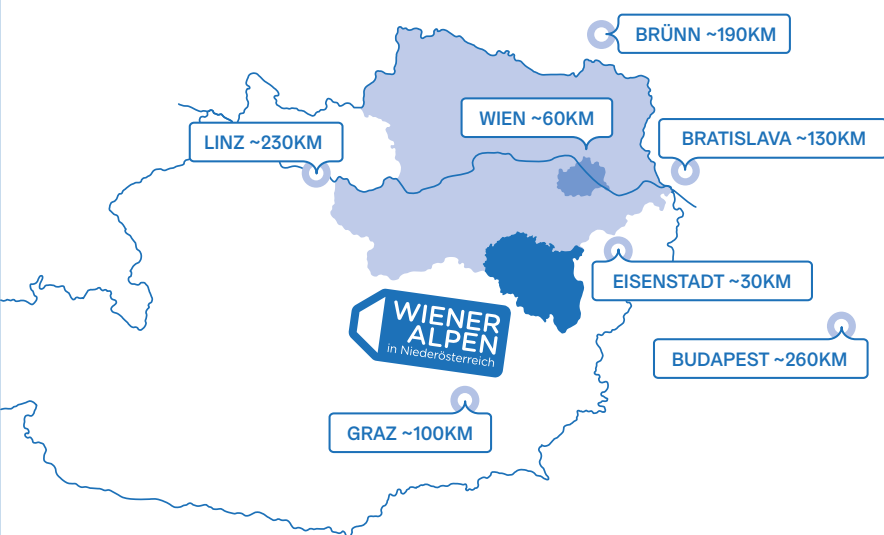 BRÜNN ~190KM
WIEN ~60KM
LINZ ~230KM
BRATISLAVA ~130KM
EISENSTADT ~30KM
WIENER
ALPEN
in Niederösterreich
BUDAPEST ~260KM
GRAZ ~100KM